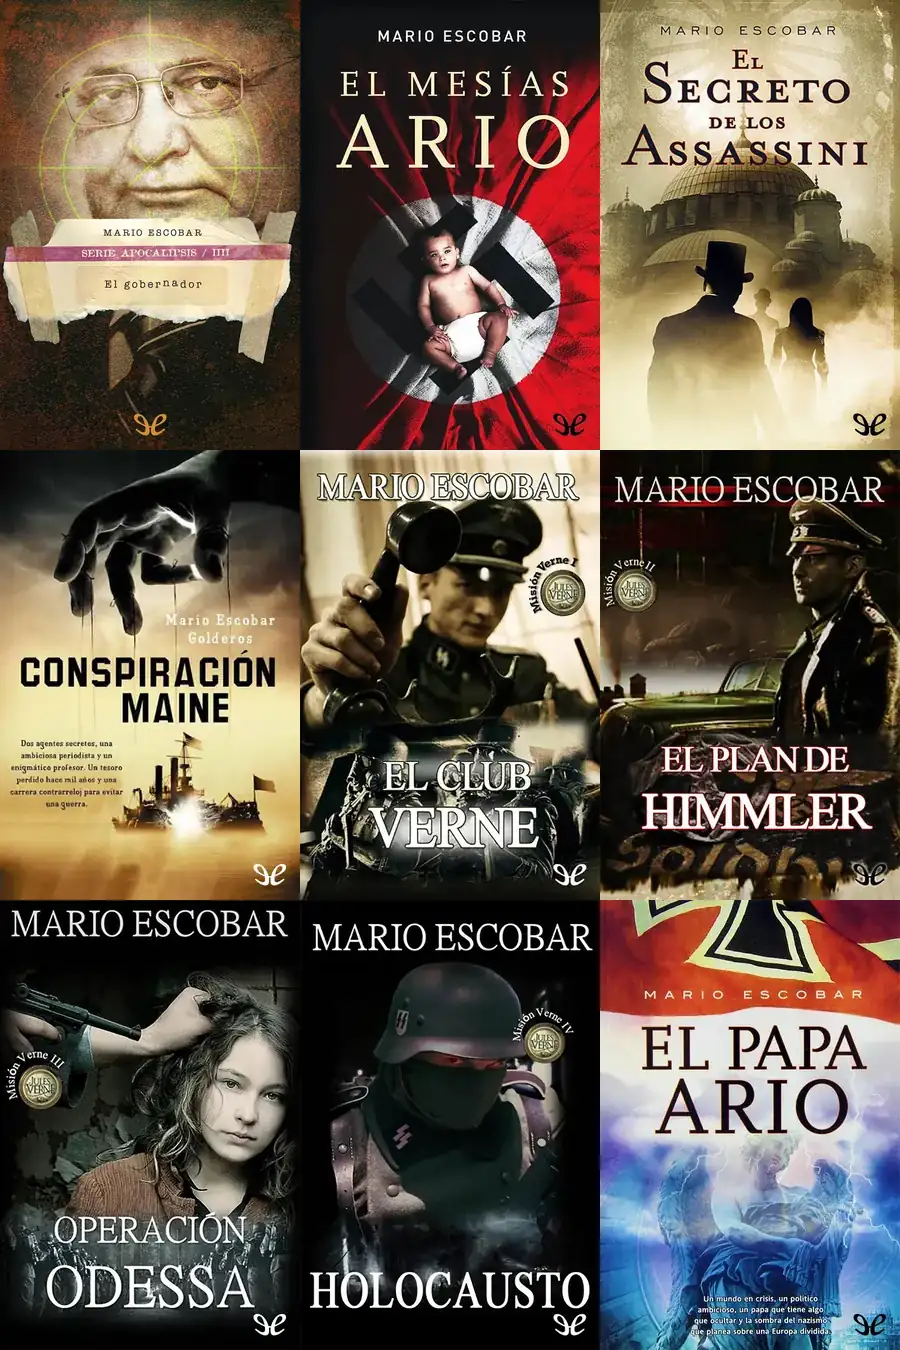 MARIO ESCOBAR
SERIE APOCALIPSIS / IIII
El gobernador
MARIO ESCOBAR
EL MESÍAS
ARIO
MARIO ESCOBAR
EL
SECRETO
DE LOS
ASSASSINI
Mario Escobar
Golderos
CONSPIRACIÓN
MAINE
Dos agentes secretos, una
ambiciosa periodista y un
enigmático profesor. Un tesoro
perdido hace mil años y una
carrera contrarreloj para evitar
una guerra.
MARIO ESCOBAR
Misión Verne I
JULES
VERNE
EL CLUB
VERNE
MARIO ESCOBAR
Misión Verne II
JULES
VERNE
EL PLAN DE
HIMMLER
MARIO ESCOBAR
Misión Verne III
JULES
VERNE
OPERACIÓN
ODESSA
MARIO ESCOBAR
Misión Verne IV
JULES
VERNE
HOLOCAUSTO
MARIO ESCOBAR
EL PAPA
ARIO
Un mundo en crisis, un político
ambicioso, un papa que tiene algo
que ocultar y la sombra del nazismo
que planea sobre una Europa dividida.